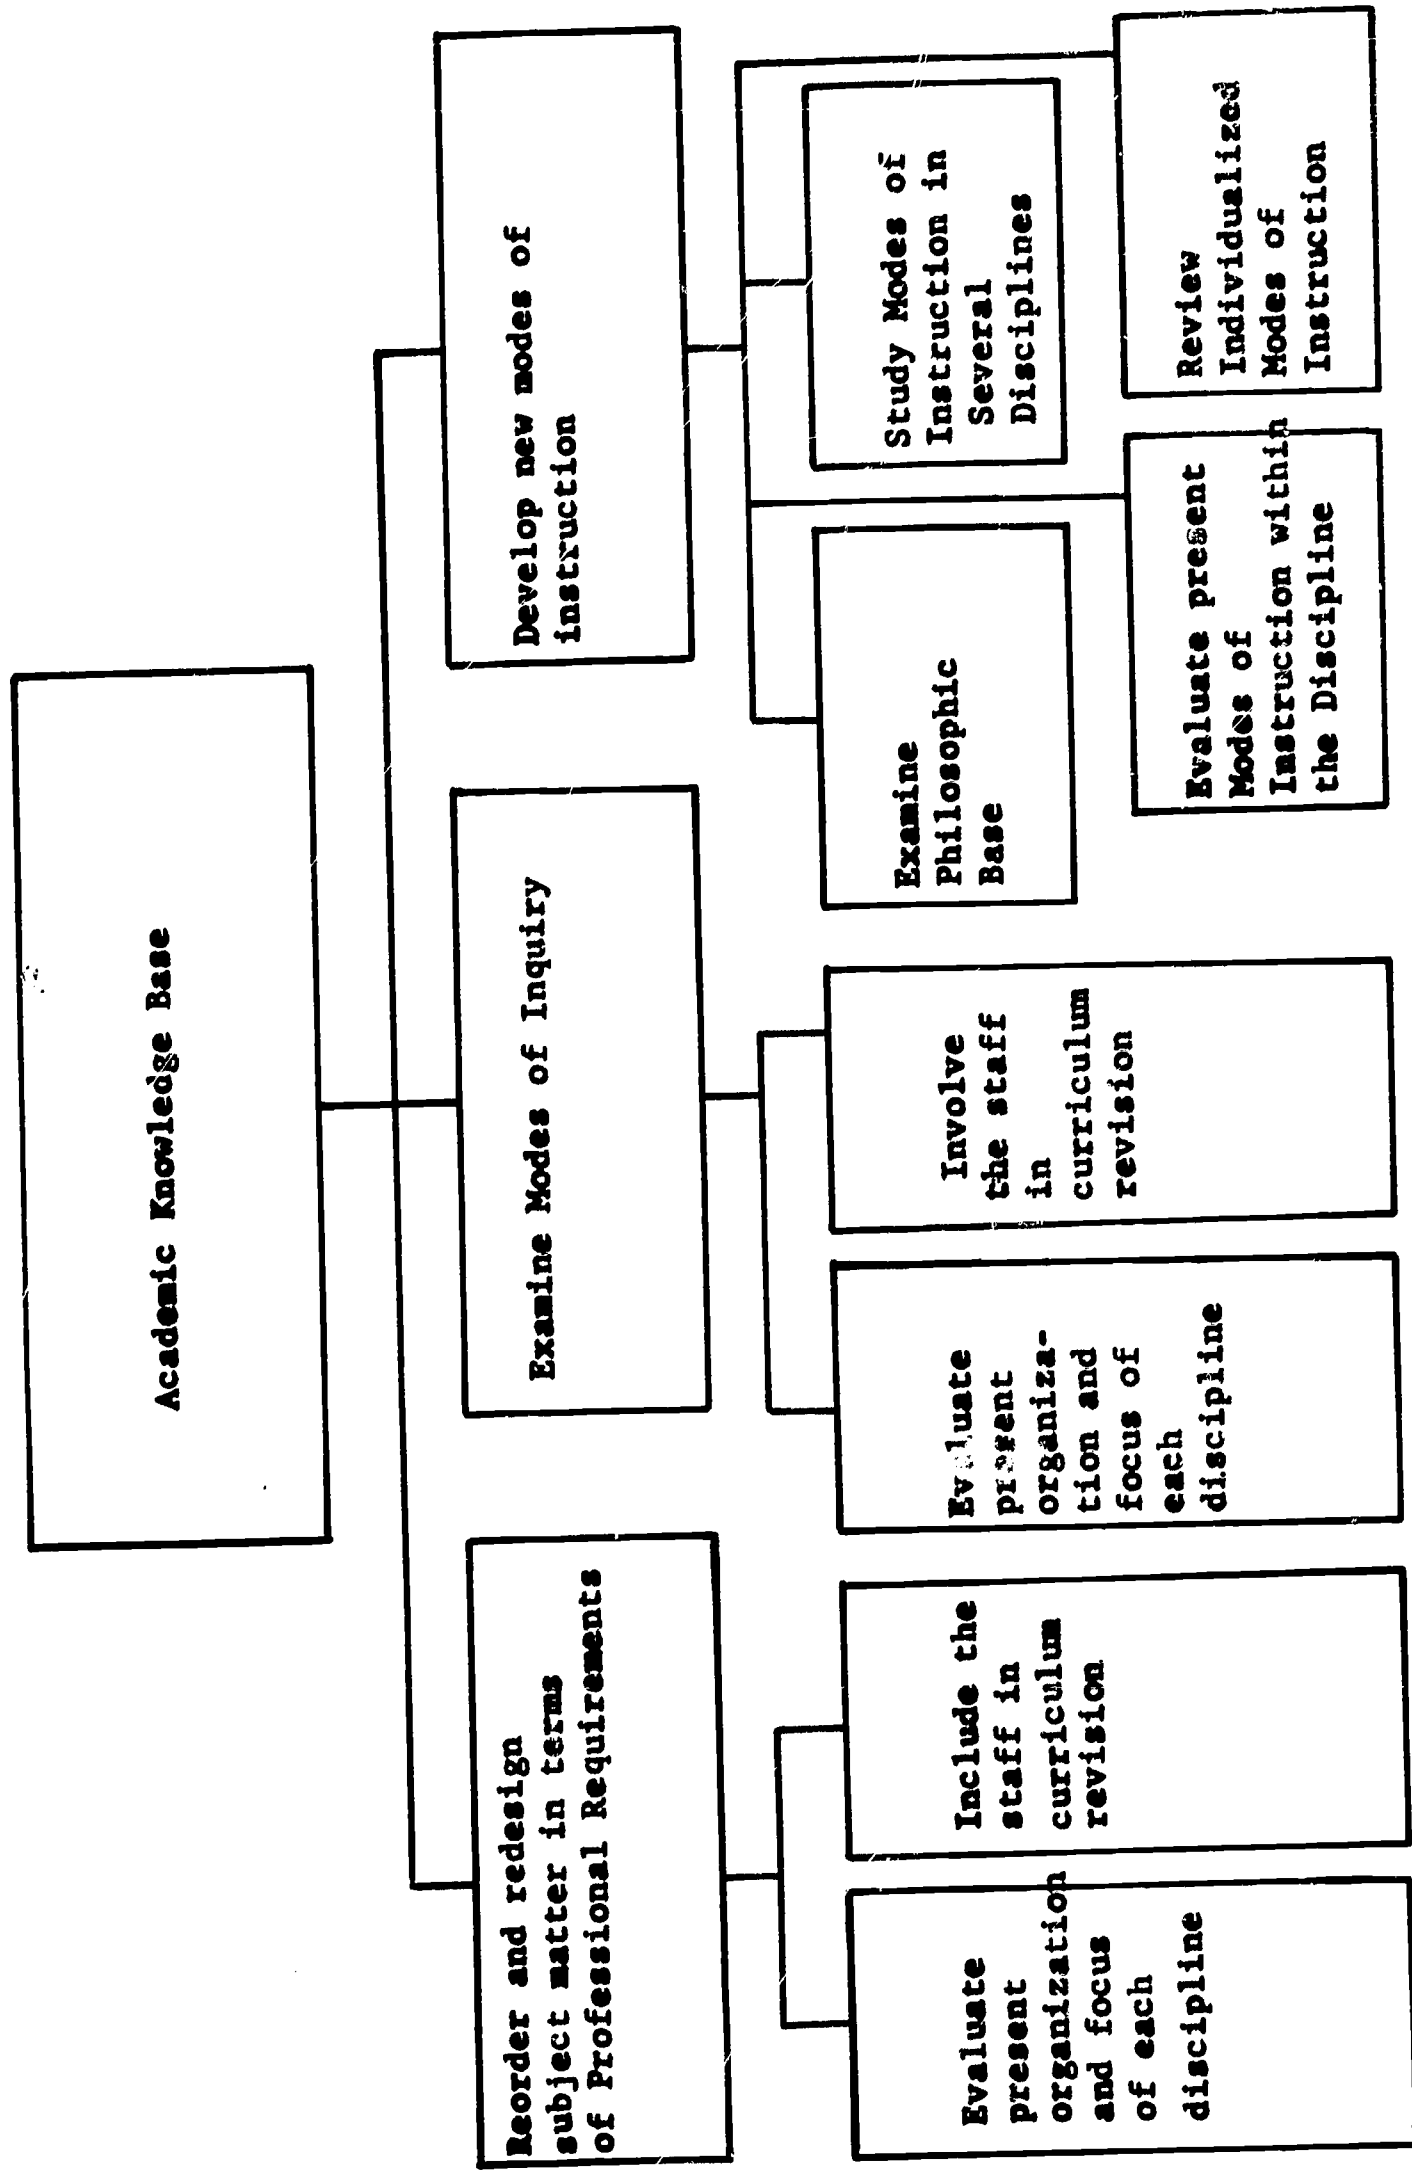 Academic Knowledge Base
Reorder and redesign
subject matter in terms
of Professional Requirements
Examine Modes of Inquiry
Develop new modes of
instruction
Evaluate
present
organization
and focus
of each
discipline
Include the
staff in
curriculum
revision
Evaluate
present
organiza-
tion and
focus of
each
discipline
Involve
the staff
in
curriculum
revision
Examine
Philosophic
Base
Study Modes of
Instruction in
Several
Disciplines
Evaluate present
Modes of
Instruction within
the Discipline
Review
Individualized
Modes of
Instruction